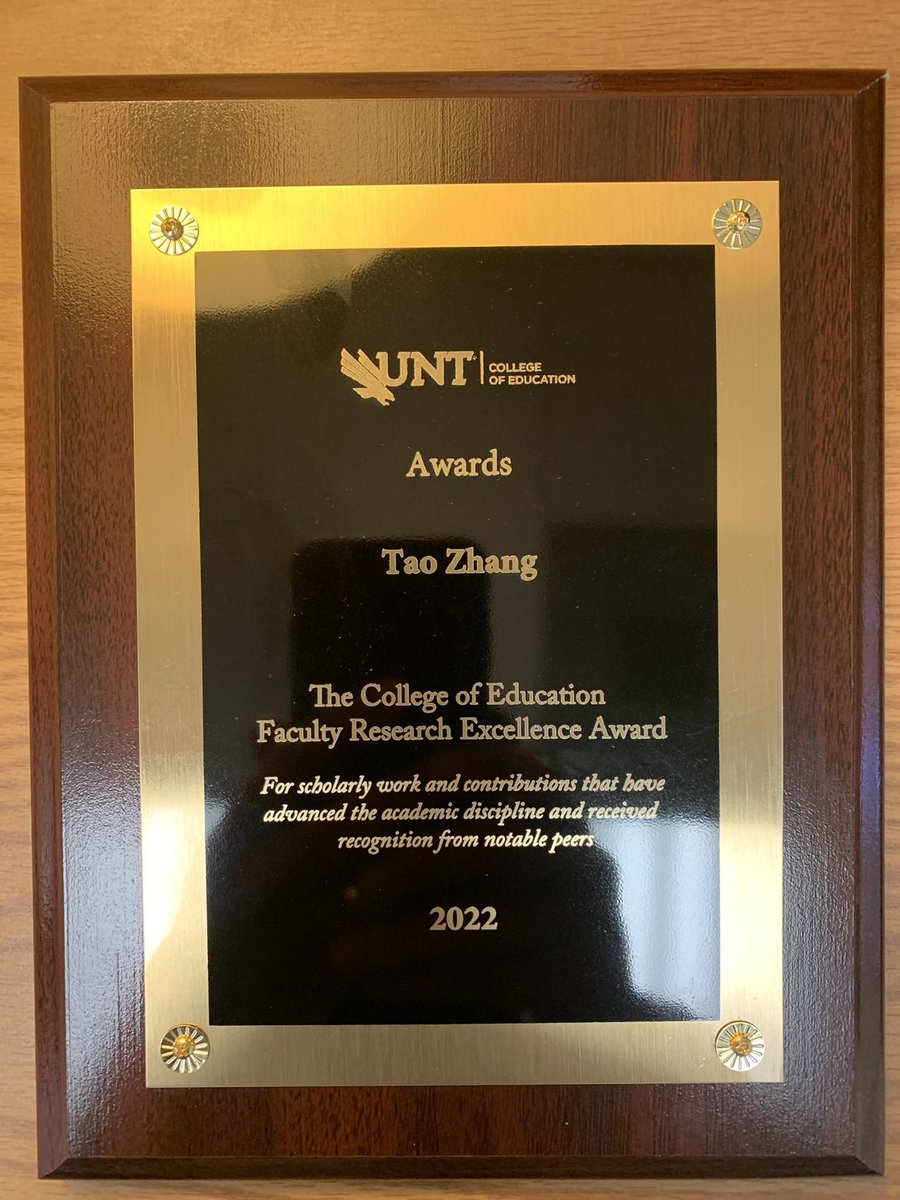 UNT
COLLEGE
OF EDUCATION
Awards
Tao Zhang
The College of Education
Faculty Research Excellence Award
For scholarly work and contributions that have
advanced the academic discipline and received
recognition from notable peers
2022